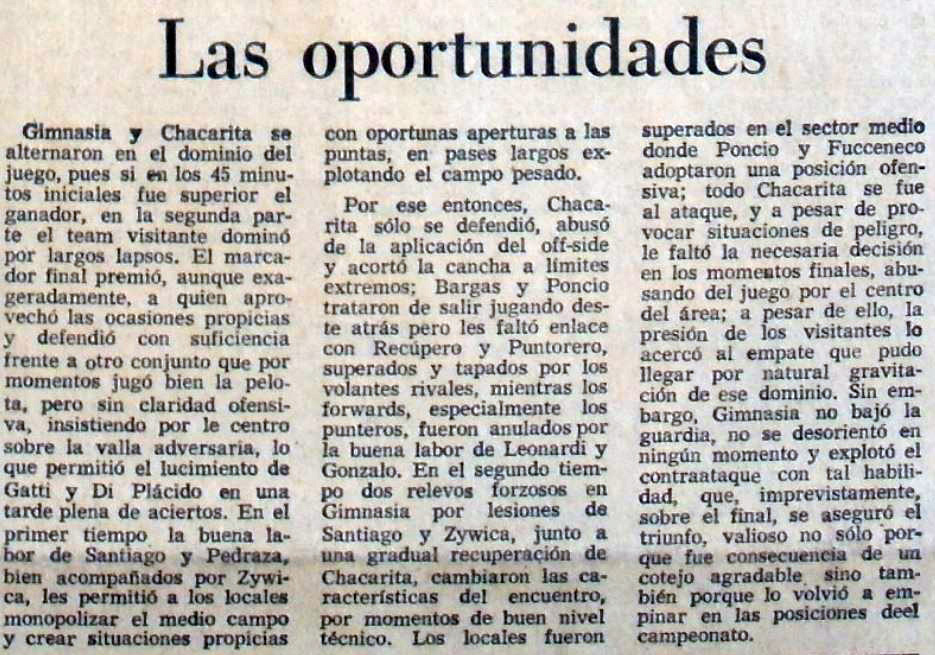 Las oportunidades
Gimnasia y Chacarita se
alternaron en el dominio del
juego, pues si en los 45 minu-
tos iniciales fue superior el
ganador, en la segunda par-
te el team visitante dominó
por largos lapsos. El marca-
dor final premió, aunque exa-
geradamente, a quien apro-
vechó las ocasiones propicias
y defendió con suficiencia
frente a otro conjunto que por
momentos jugó bien la pelo-
ta, pero sin claridad ofensi-
va, insistiendo por le centro
sobre la valla adversaria, lo
que permitió el lucimiento de
Gatti y Di Plácido en una
tarde plena de aciertos. En el
primer tiempo la buena la-
bor de Santiago y Pedraza,
bien acompañados por Zywi-
ca, les permitió a los locales
monopolizar el medio campo
y crear situaciones propicias
con oportunas aperturas a las
puntas, en pases largos ex-
plotando el campo pesado.
Por ese entonces, Chaca-
rita sólo se defendió, abusó
de la aplicación del off-side
y acortó la cancha a límites
extremos; Bargas y Poncio
trataron de salir jugando des-
te atrás pero les faltó enlace
con Recúpero y Puntorero,
superados y tapados por los
volantes rivales, mientras los
forwards, especialmente los
punteros, fueron anulados por
la buena labor de Leonardi y
Gonzalo. En el segundo tiem-
po dos relevos forzosos en
Gimnasia por lesiones de
Santiago y Zywica, junto a
una gradual recuperación de
Chacarita, cambiaron las ca-
racterísticas del encuentro,
por momentos de buen nivel
técnico. Los locales fueron
superados en el sector medio
donde Poncio y Fucceneco
adoptaron una posición ofen-
siva; todo Chacarita se fue
al ataque, y a pesar de pro-
vocar situaciones de peligro,
le faltó la necesaria decisión
en los momentos finales, abu-
sando del juego por el centro
del área; a pesar de ello, la
presión de los visitantes lo
acercó al empate que pudo
llegar por natural gravita-
ción de ese dominio. Sin em-
bargo, Gimnasia no bajó la
guardia, no se desorientó en
ningún momento y explotó el
contraataque con tal habili-
dad, que, imprevistamente,
sobre el final, se aseguró el
triunfo, valioso no sólo por-
que fue consecuencia de un
cotejo agradable sino tam-
bién porque lo volvió a em-
pinar en las posiciones deel
campeonato.